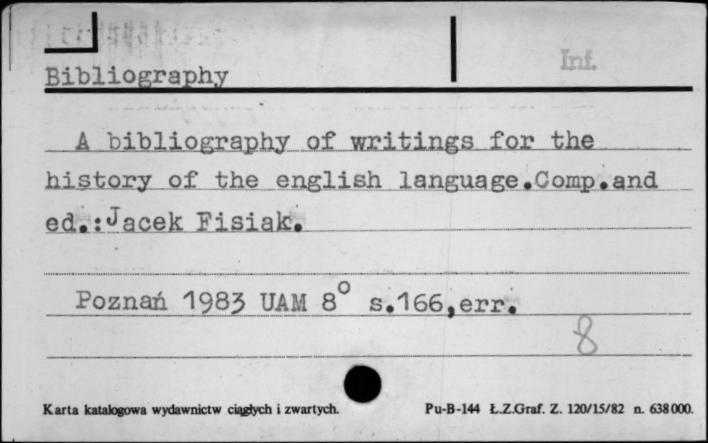 Inf.
Bibliography
A bibliography of writings for the
history of the english language.Comp.and
ed.:Jacek Fisiak.
Poznań 1983 UAM 8° s.166,err.
8
Karta katalogowa wydawnictw ciągłych i zwartych.
Pu-B-144 Ł.Z.Graf. Z. 120/15/82 n. 638000.